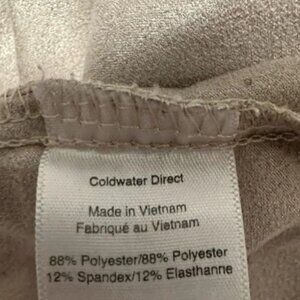 Coldwater Direct
Made in Vietnam
Fabriqué au Vietnam
88% Polyester/88% Polyester
12% Spandex/12% Elasthanne